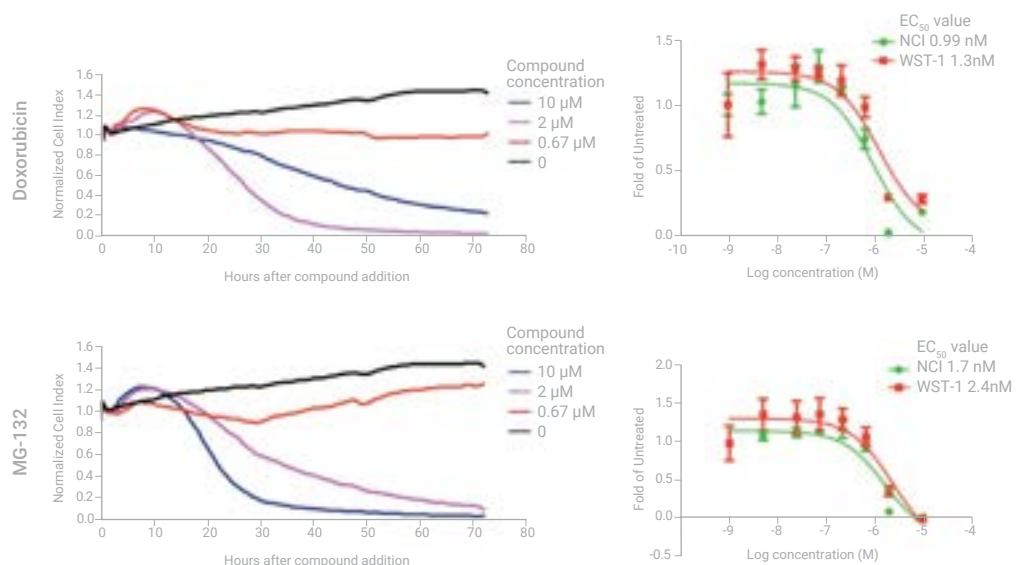 Doxorubicin
Normalized Cell Index
1.6
1.4
1.2
1.0
0.8
0.6
0.4
0.2
0.0
0 10 20 30 40 50 60 70 80
Hours after compound addition
Compound
concentration
10 µM
2 µM
0.67 µM
0
Fold of Untreated
1.5
1.0
0.5
0.0
-10 -9 -8 -7 -6 -5 -4
Log concentration (M)
EC50 value
NCI 0.99 nM
WST-1 1.3nM
MG-132
Normalized Cell Index
1.6
1.4
1.2
1.0
0.8
0.6
0.4
0.2
0.0
0 10 20 30 40 50 60 70 80
Hours after compound addition
Compound
concentration
10 µM
2 µM
0.67 µM
0
Fold of Untreated
2.0
1.5
1.0
0.5
0.0
-0.5
-9 -8 -7 -6 -5 -4
Log concentration (M)
EC50 value
NCI 1.7 nM
WST-1 2.4nM